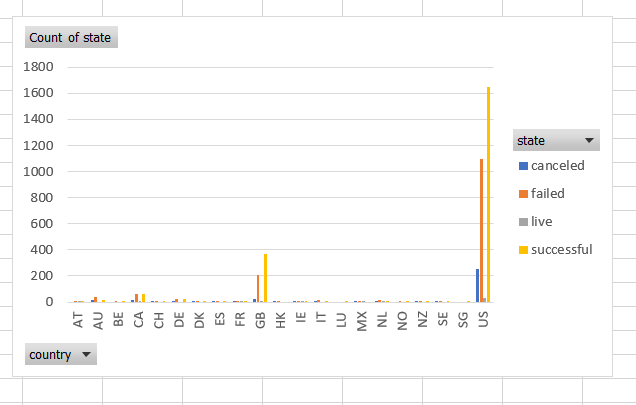 Count of state
1800
1600
1400
1200
1000
800
600
400
200
0
AT AU BE CA CH DE DK ES FR GB HK IE IT LU MX NL NO NZ SE SG US
state
canceled
failed
live
successful
country